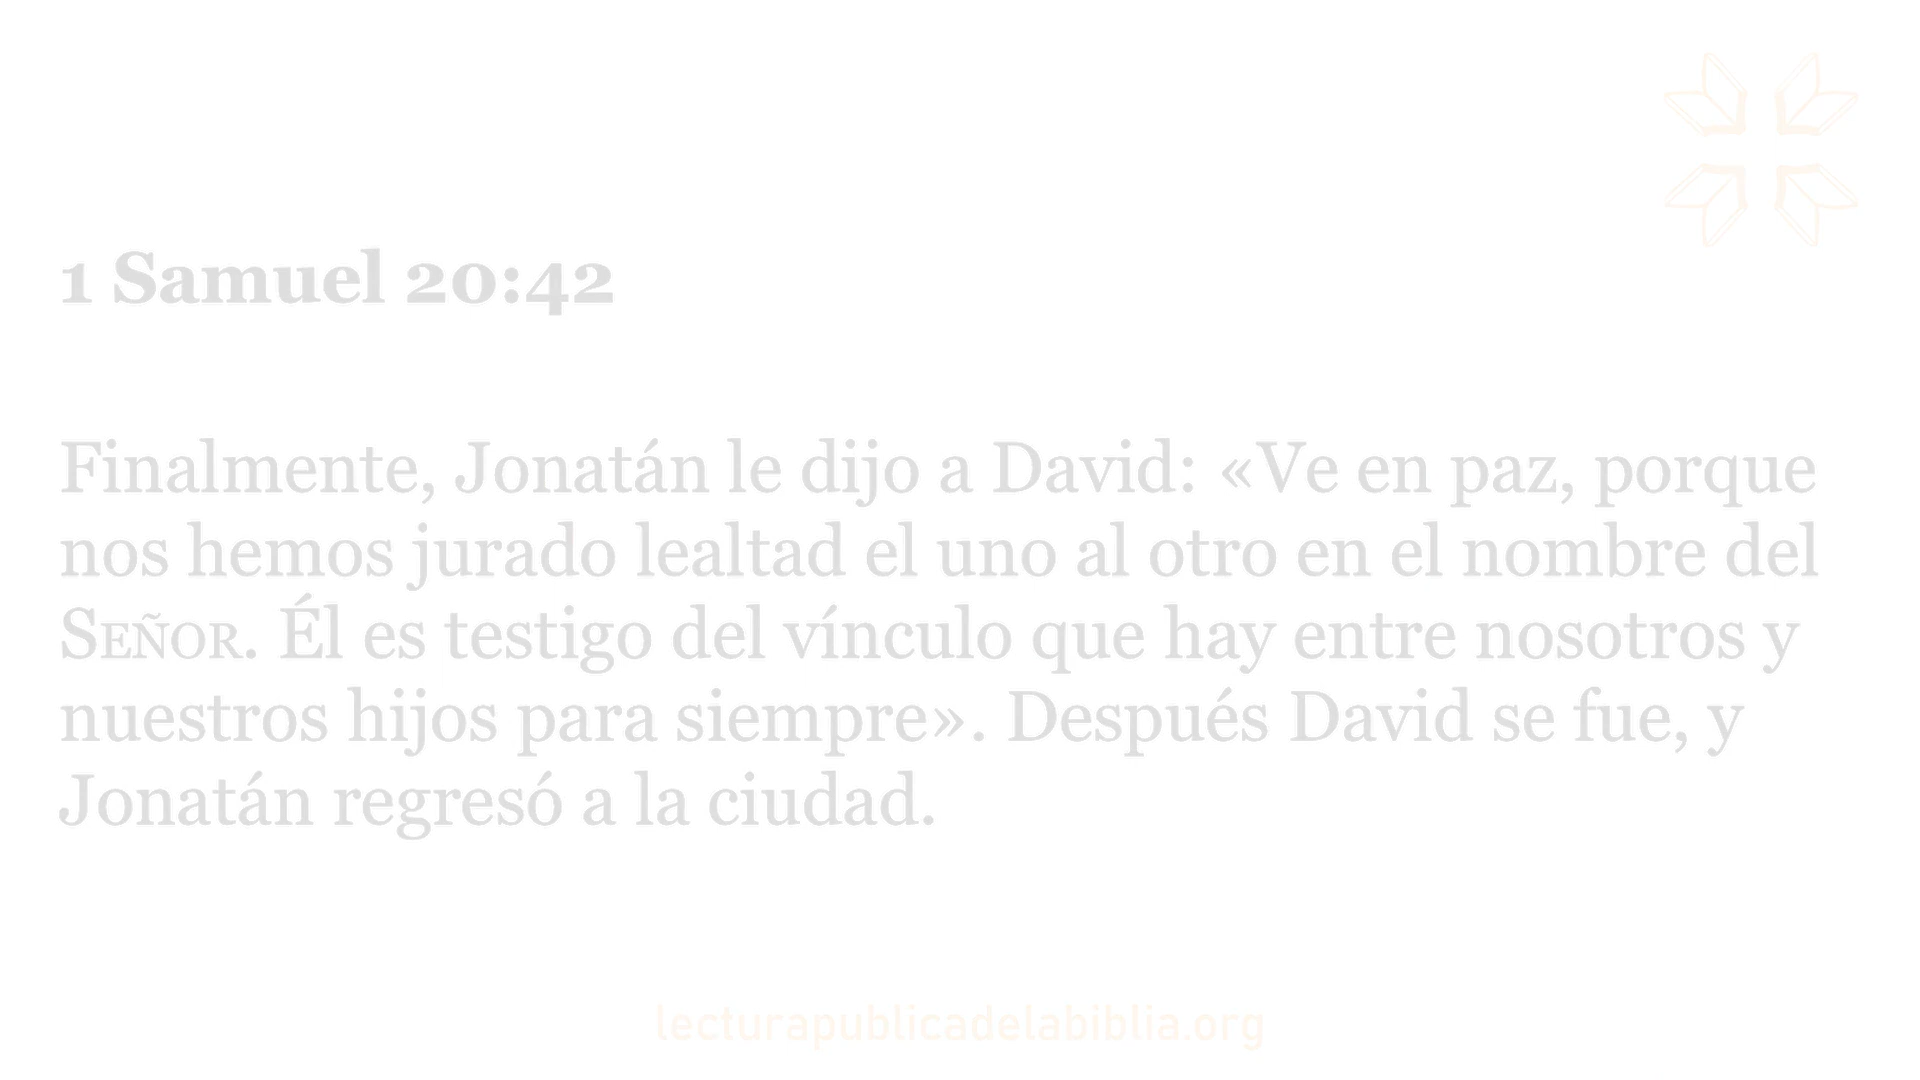 1 Samuel 20:42
Finalmente, Jonatán le dijo a David: «Ve en paz, porque
nos hemos jurado lealtad el uno al otro en el nombre del
SEÑOR. Él es testigo del vínculo que hay entre nosotros y
nuestros hijos para siempre». Después David se fue, y
Jonatán regresó a la ciudad.
lecturapublicadelabiblia.org